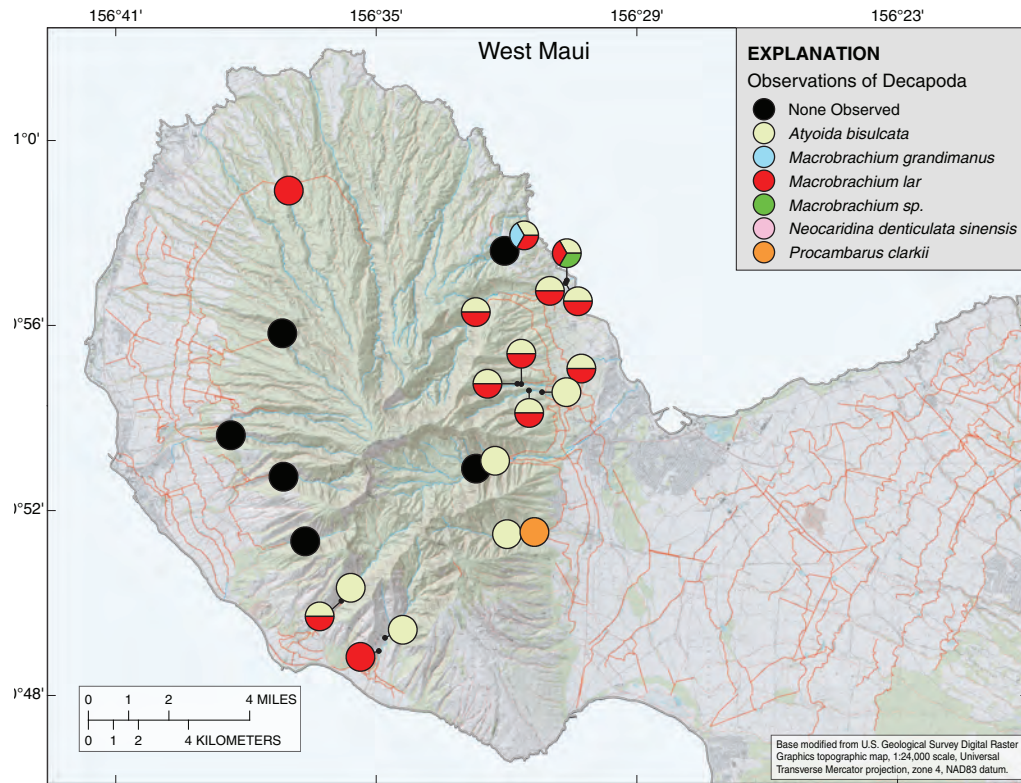 156°41' 156°35' 156°29' 156°23'
West Maui
EXPLANATION
Observations of Decapoda
None Observed
Atyoida bisulcata
Macrobrachium grandimanus
Macrobrachium lar
Macrobrachium sp.
Neocaridina denticulata sinensis
Procambarus clarkii
1°0'
0°56'
0°52'
0°48'
0 1 2 4 MILES
0 1 2 4 KILOMETERS
Base modified from U.S. Geological Survey Digital Raster
Graphics topographic map, 1:24,000 scale, Universal
Transverse Mercator projection, zone 4, NAD83 datum.